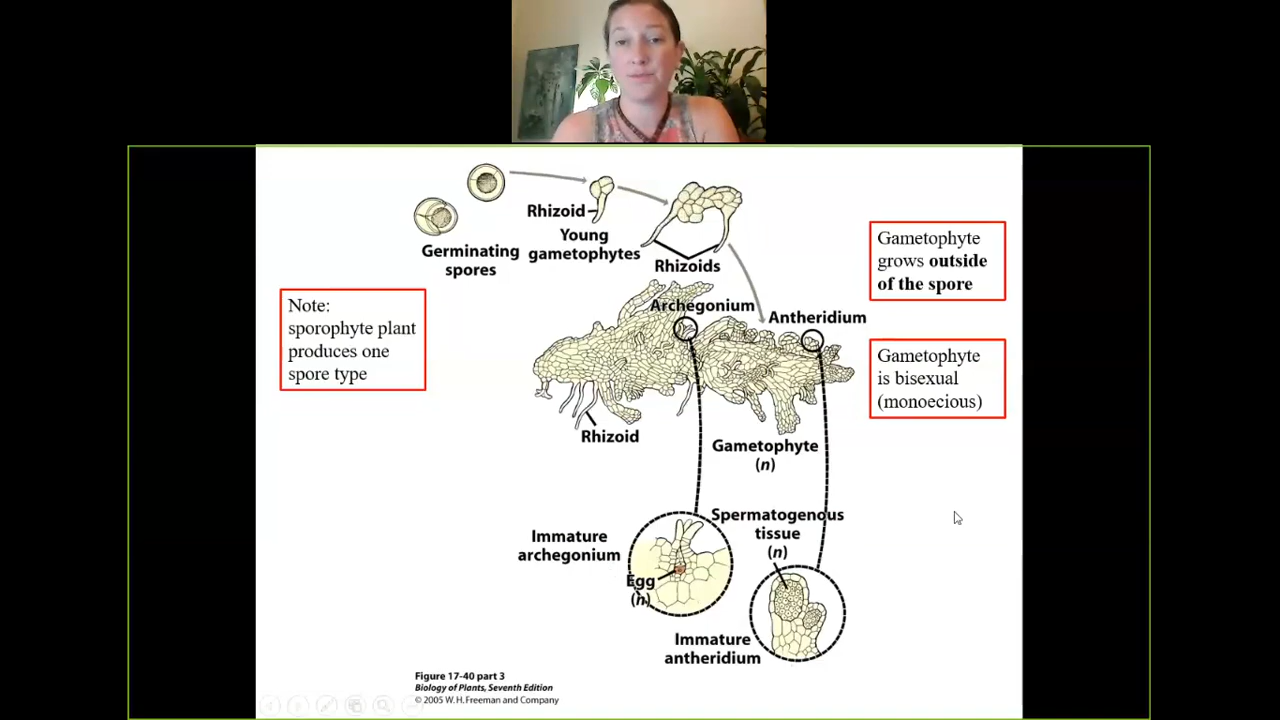 Germinating
spores
Rhizoid
Young
gametophytes
Rhizoids
Gametophyte
grows outside
of the spore
Note:
sporophyte plant
produces one
spore type
Archegonium
Antheridium
Gametophyte
is bisexual
(monoecious)
Rhizoid
Gametophyte
(n)
Immature
archegonium
Egg
(n)
Spermatogenous
tissue
(n)
Immature
antheridium
Figure 17-40 part 3
Biology of Plants, Seventh Edition
© 2005 W.H. Freeman and Company